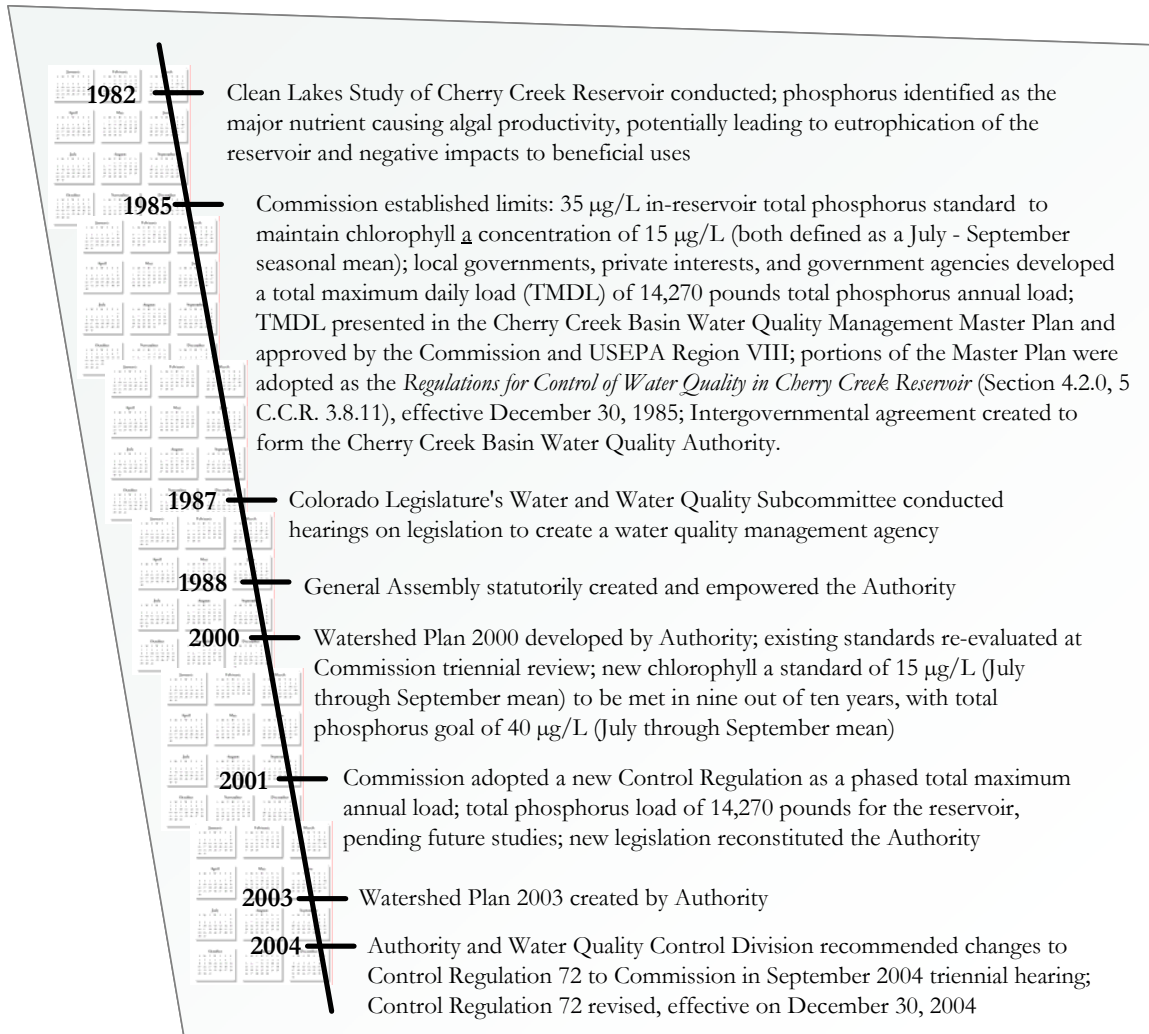 1982
Clean Lakes Study of Cherry Creek Reservoir conducted; phosphorus identified as the
major nutrient causing algal productivity, potentially leading to eutrophication of the
reservoir and negative impacts to beneficial uses
1985
Commission established limits: 35 μg/L in-reservoir total phosphorus standard to
maintain chlorophyll a concentration of 15 μg/L (both defined as a July - September
seasonal mean); local governments, private interests, and government agencies developed
a total maximum daily load (TMDL) of 14,270 pounds total phosphorus annual load;
TMDL presented in the Cherry Creek Basin Water Quality Management Master Plan and
approved by the Commission and USEPA Region VIII; portions of the Master Plan were
adopted as the Regulations for Control of Water Quality in Cherry Creek Reservoir (Section 4.2.0, 5
C.C.R. 3.8.11), effective December 30, 1985; Intergovernmental agreement created to
form the Cherry Creek Basin Water Quality Authority.
1987
Colorado Legislature's Water and Water Quality Subcommittee conducted
hearings on legislation to create a water quality management agency
1988
General Assembly statutorily created and empowered the Authority
2000
Watershed Plan 2000 developed by Authority; existing standards re-evaluated at
Commission triennial review; new chlorophyll a standard of 15 μg/L (July
through September mean) to be met in nine out of ten years, with total
phosphorus goal of 40 μg/L (July through September mean)
2001
Commission adopted a new Control Regulation as a phased total maximum
annual load; total phosphorus load of 14,270 pounds for the reservoir,
pending future studies; new legislation reconstituted the Authority
2003
Watershed Plan 2003 created by Authority
2004
Authority and Water Quality Control Division recommended changes to
Control Regulation 72 to Commission in September 2004 triennial hearing;
Control Regulation 72 revised, effective on December 30, 2004